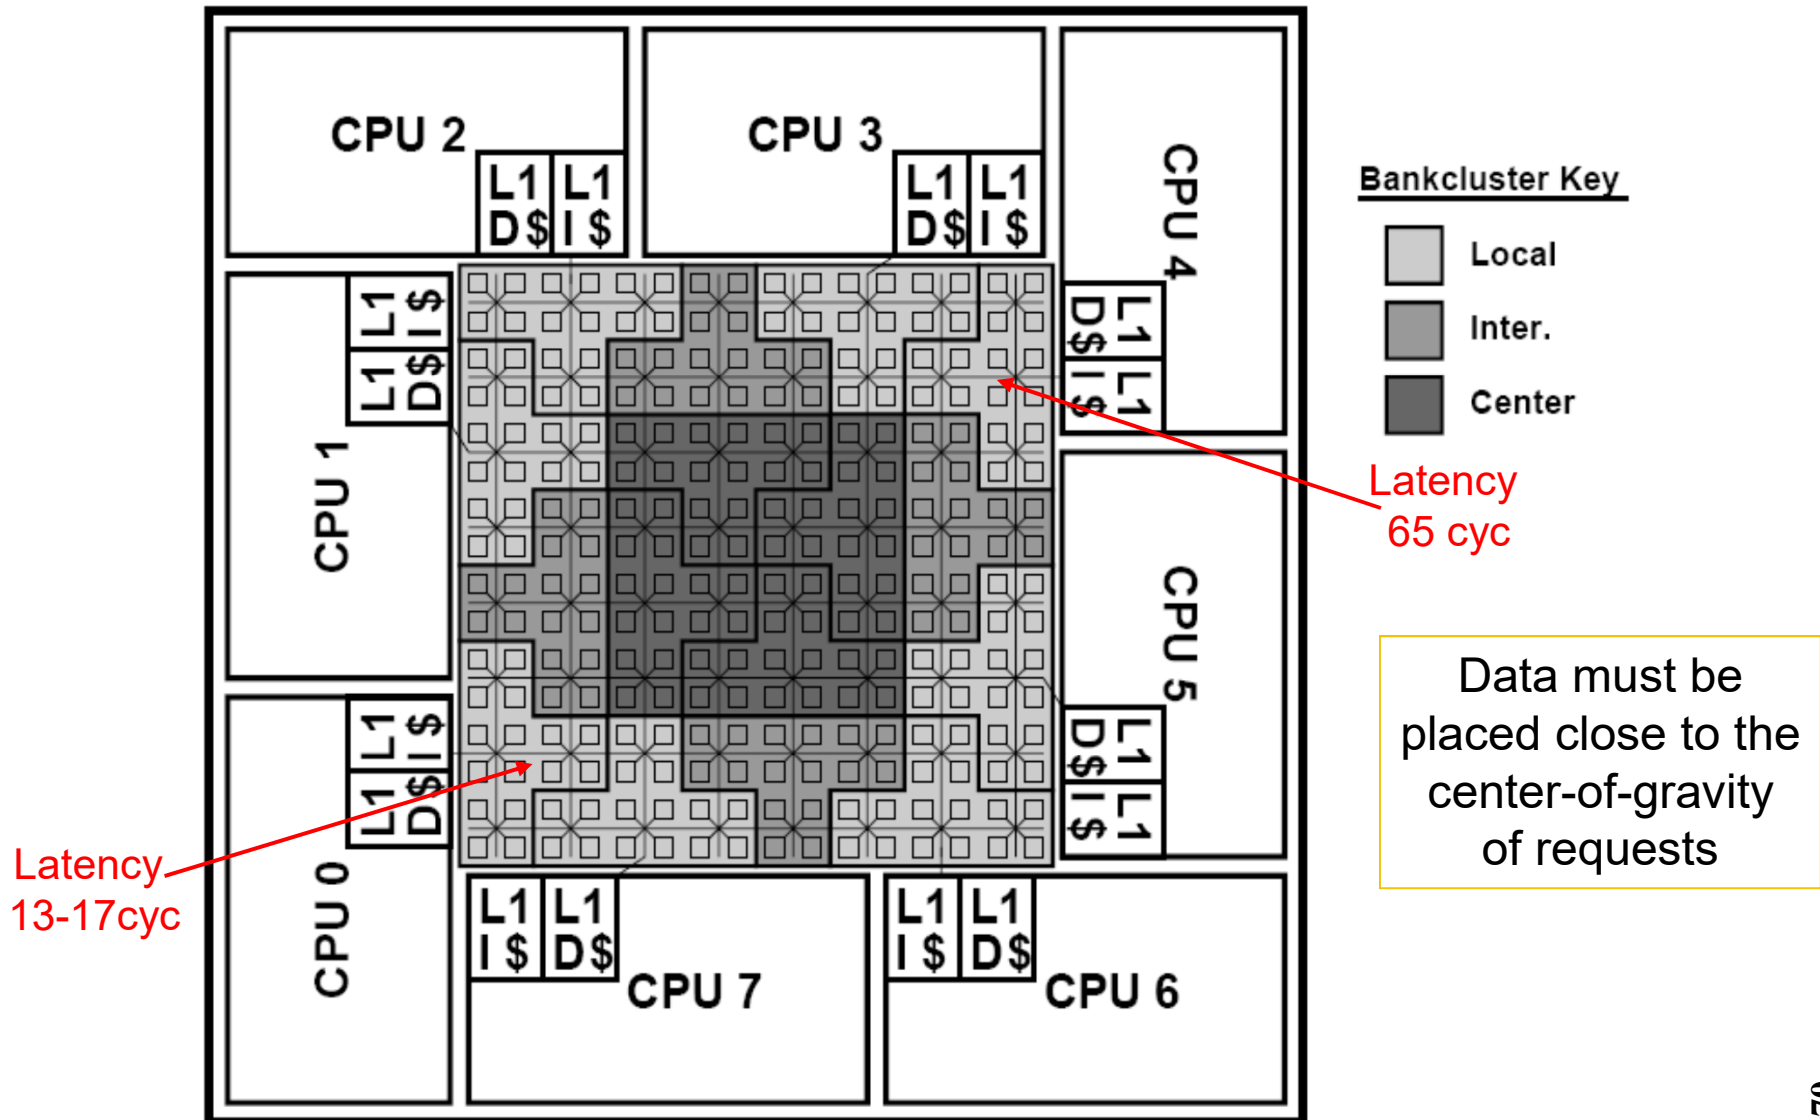 CPU 2
L1 L1
D$ I $
CPU 3
L1 L1
D$ I $
CPU 4
L1
D$
L1
I $
Bankcluster Key
Local
Inter.
Center
CPU 1
L1
I $
L1
D$
Latency
65 cyc
CPU 5
L1
D$
L1
I $
Data must be
placed close to the
center-of-gravity
of requests
CPU 0
L1
I $
L1
D$
Latency
13-17cyc
L1 L1
I $ D$
CPU 7
L1 L1
I $ D$
CPU 6